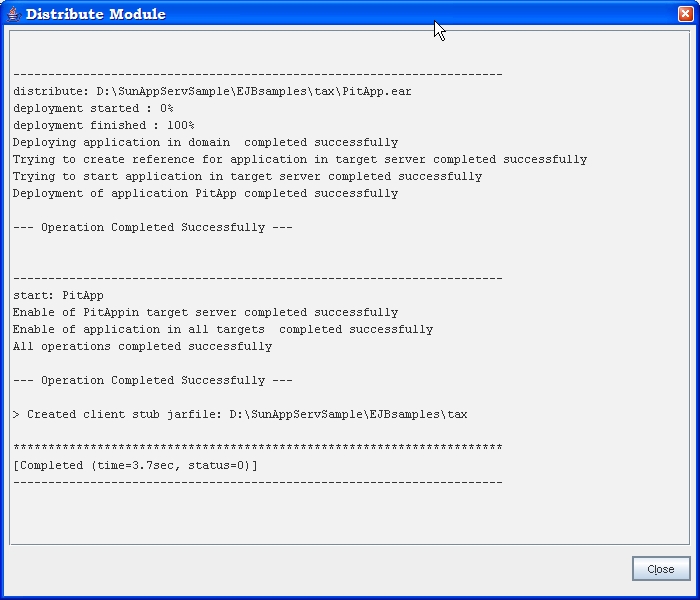 Distribute Module
----------------------------------------------------------------------
distribute: D:\SunAppServSample\EJBsamples\tax\PitApp.ear
deployment started : 0%
deployment finished : 100%
Deploying application in domain  completed successfully
Trying to create reference for application in target server completed successfully
Trying to start application in target server completed successfully
Deployment of application PitApp completed successfully
--- Operation Completed Successfully ---
----------------------------------------------------------------------
start: PitApp
Enable of PitAppin target server completed successfully
Enable of application in all targets  completed successfully
All operations completed successfully
--- Operation Completed Successfully ---
> Created client stub jarfile: D:\SunAppServSample\EJBsamples\tax
**********************************************************************
[Completed (time=3.7sec, status=0)]
----------------------------------------------------------------------
Close